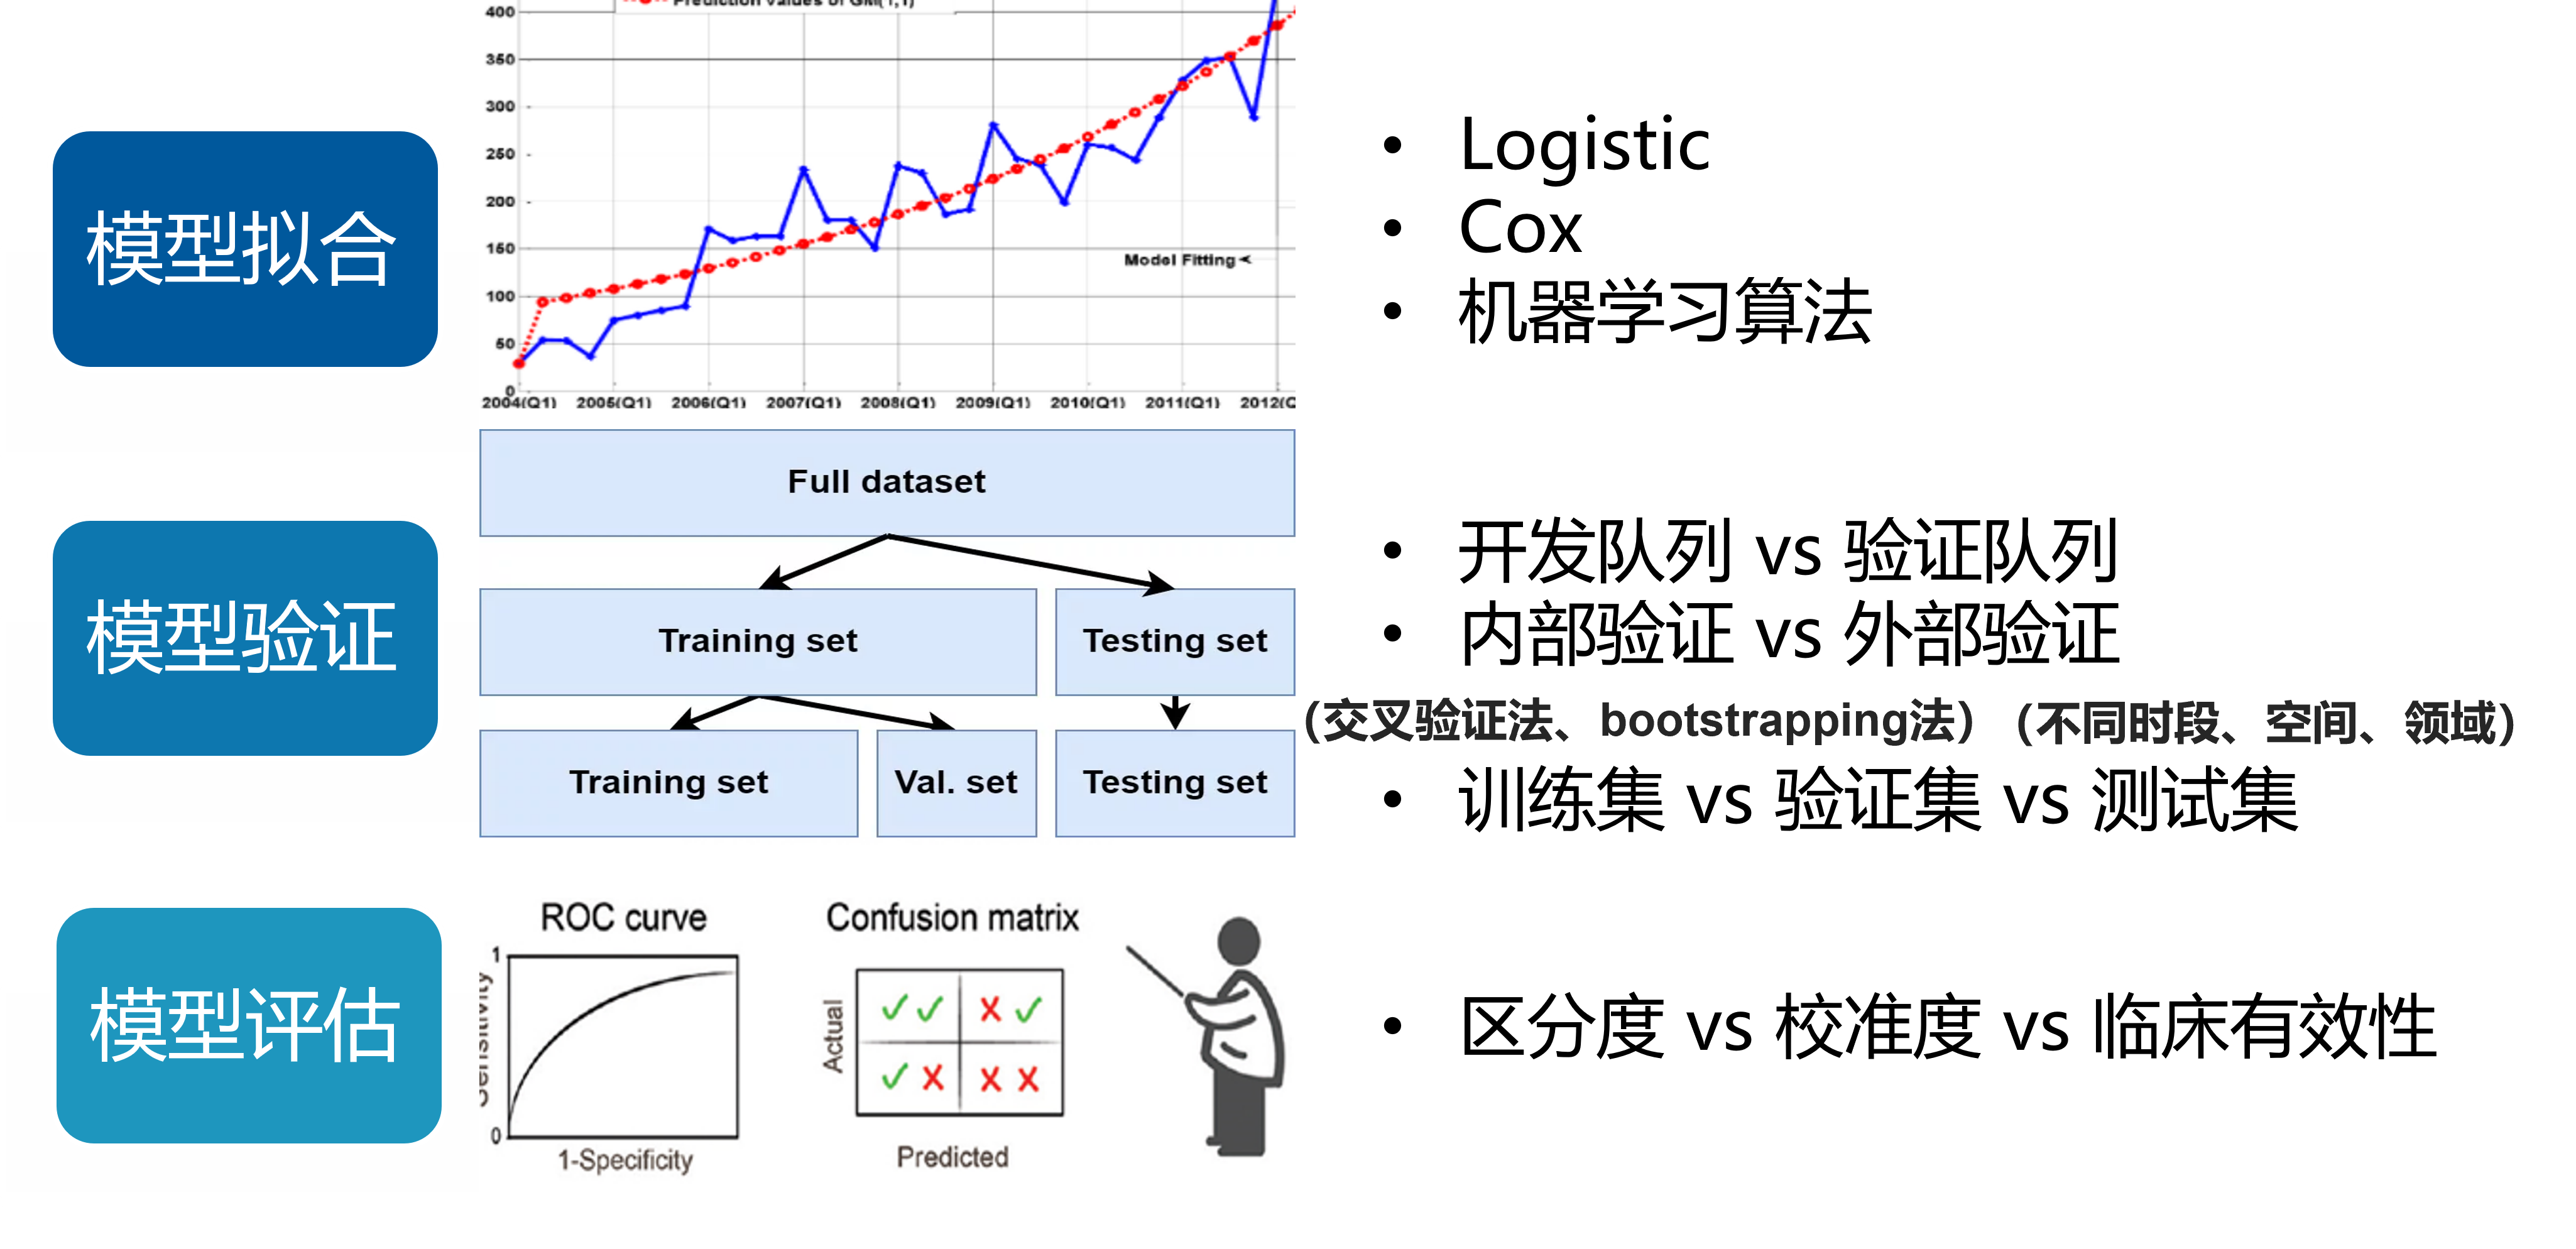 Prediction values of GM(1,1)
400
350
300
250
200
150
100
50
0
2004(Q1) 2005(Q1) 2006(Q1) 2007(Q1) 2008(Q1) 2009(Q1) 2010(Q1) 2011(Q1) 2012(Q
Model Fitting
模型拟合
• Logistic
• Cox
• 机器学习算法
模型验证
Full dataset
Training set
Testing set
Training set
Val. set
Testing set
• 开发队列 vs 验证队列
• 内部验证 vs 外部验证
（交叉验证法、bootstrapping法）（不同时段、空间、领域）
• 训练集 vs 验证集 vs 测试集
模型评估
ROC curve
1
Sensitivity
0
1-Specificity
Confusion matrix
Actual
Predicted
• 区分度 vs 校准度 vs 临床有效性